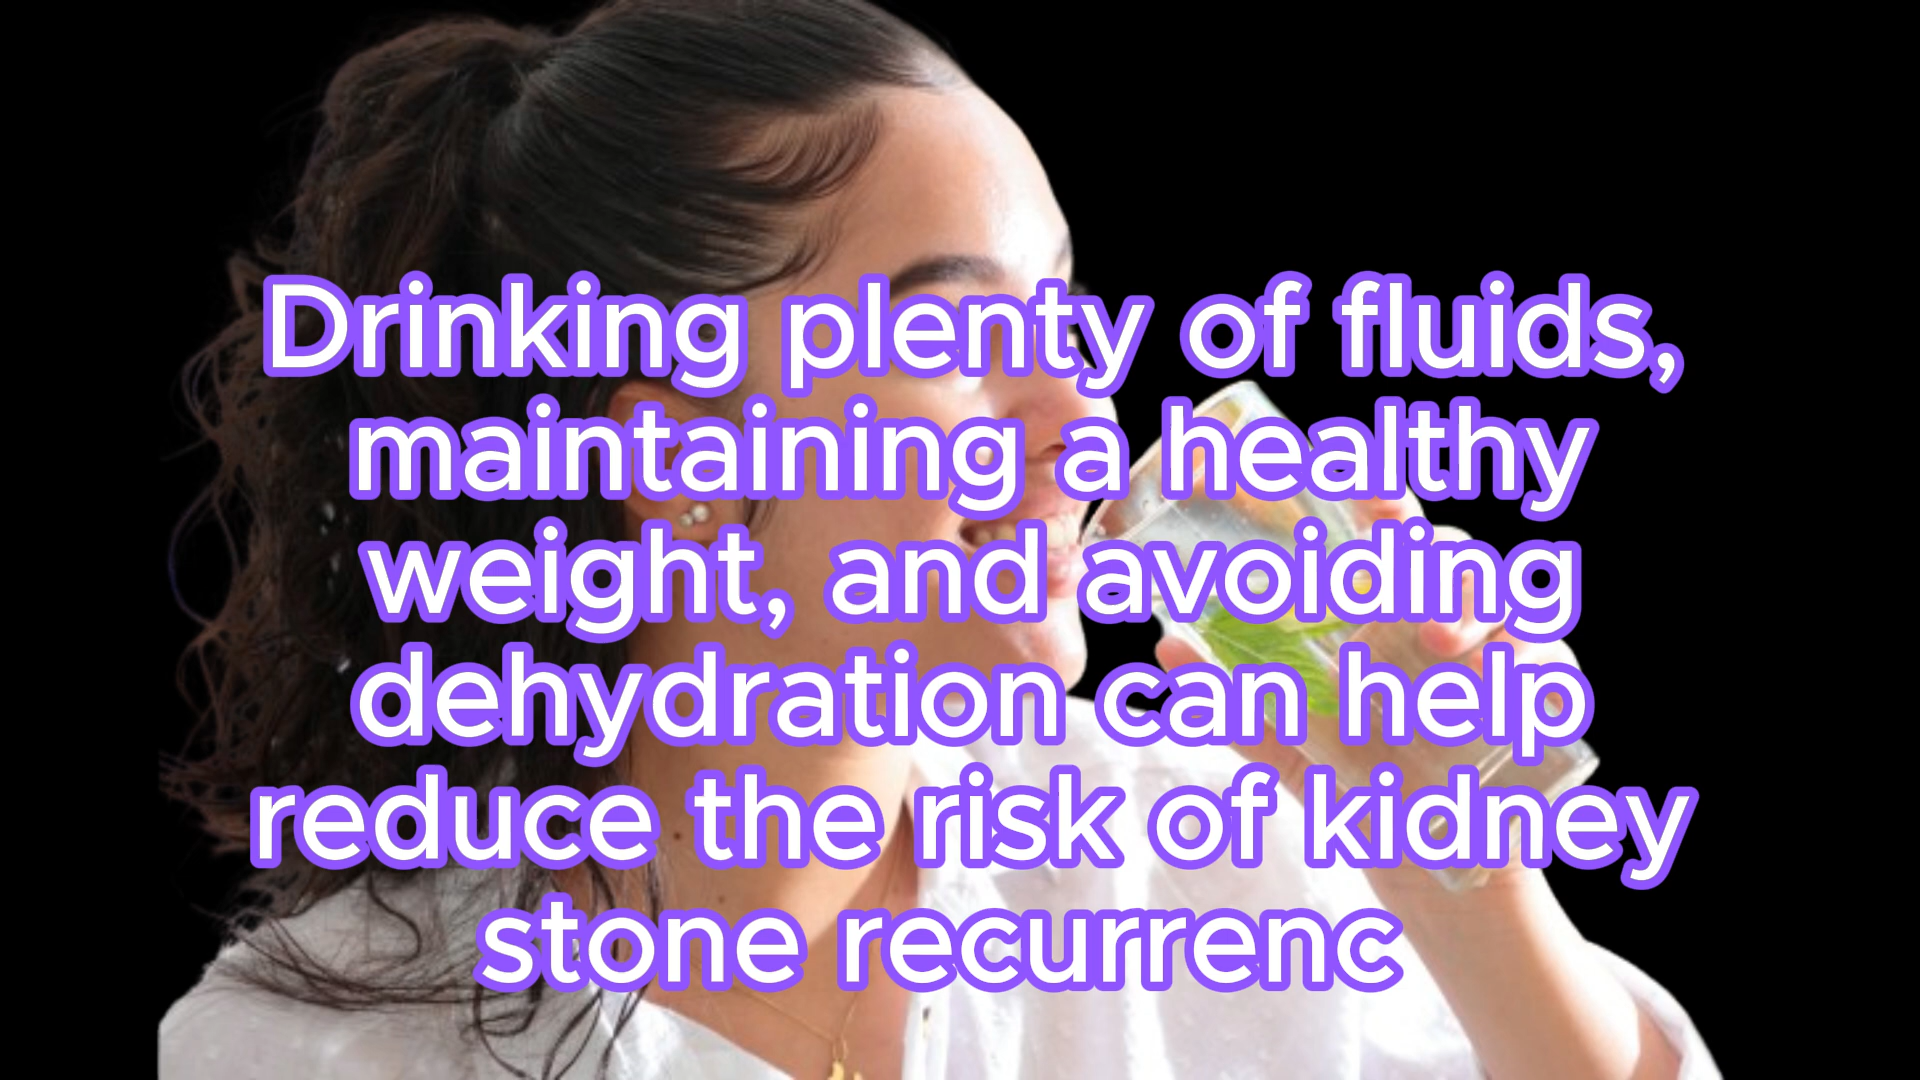 Drinking plenty of fluids,
maintaining a healthy
weight, and avoiding
dehydration can help
reduce the risk of kidney
stone recurrenc